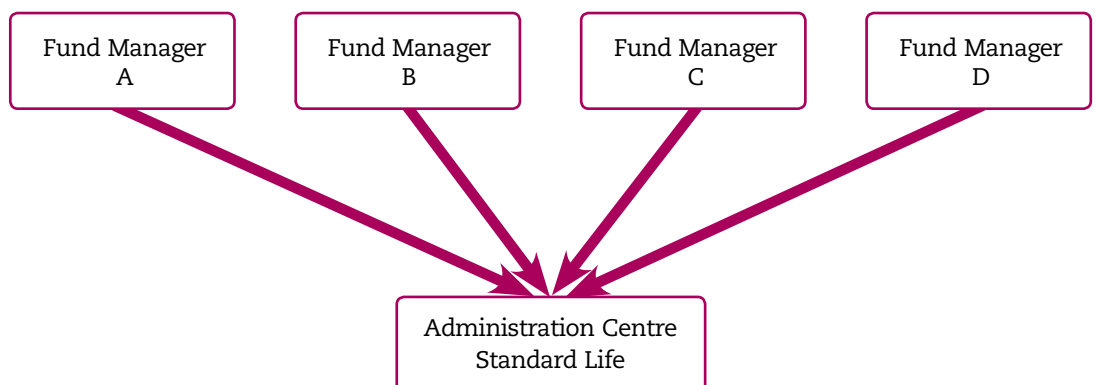 Fund Manager
A
Fund Manager
B
Fund Manager
C
Fund Manager
D
Administration Centre
Standard Life